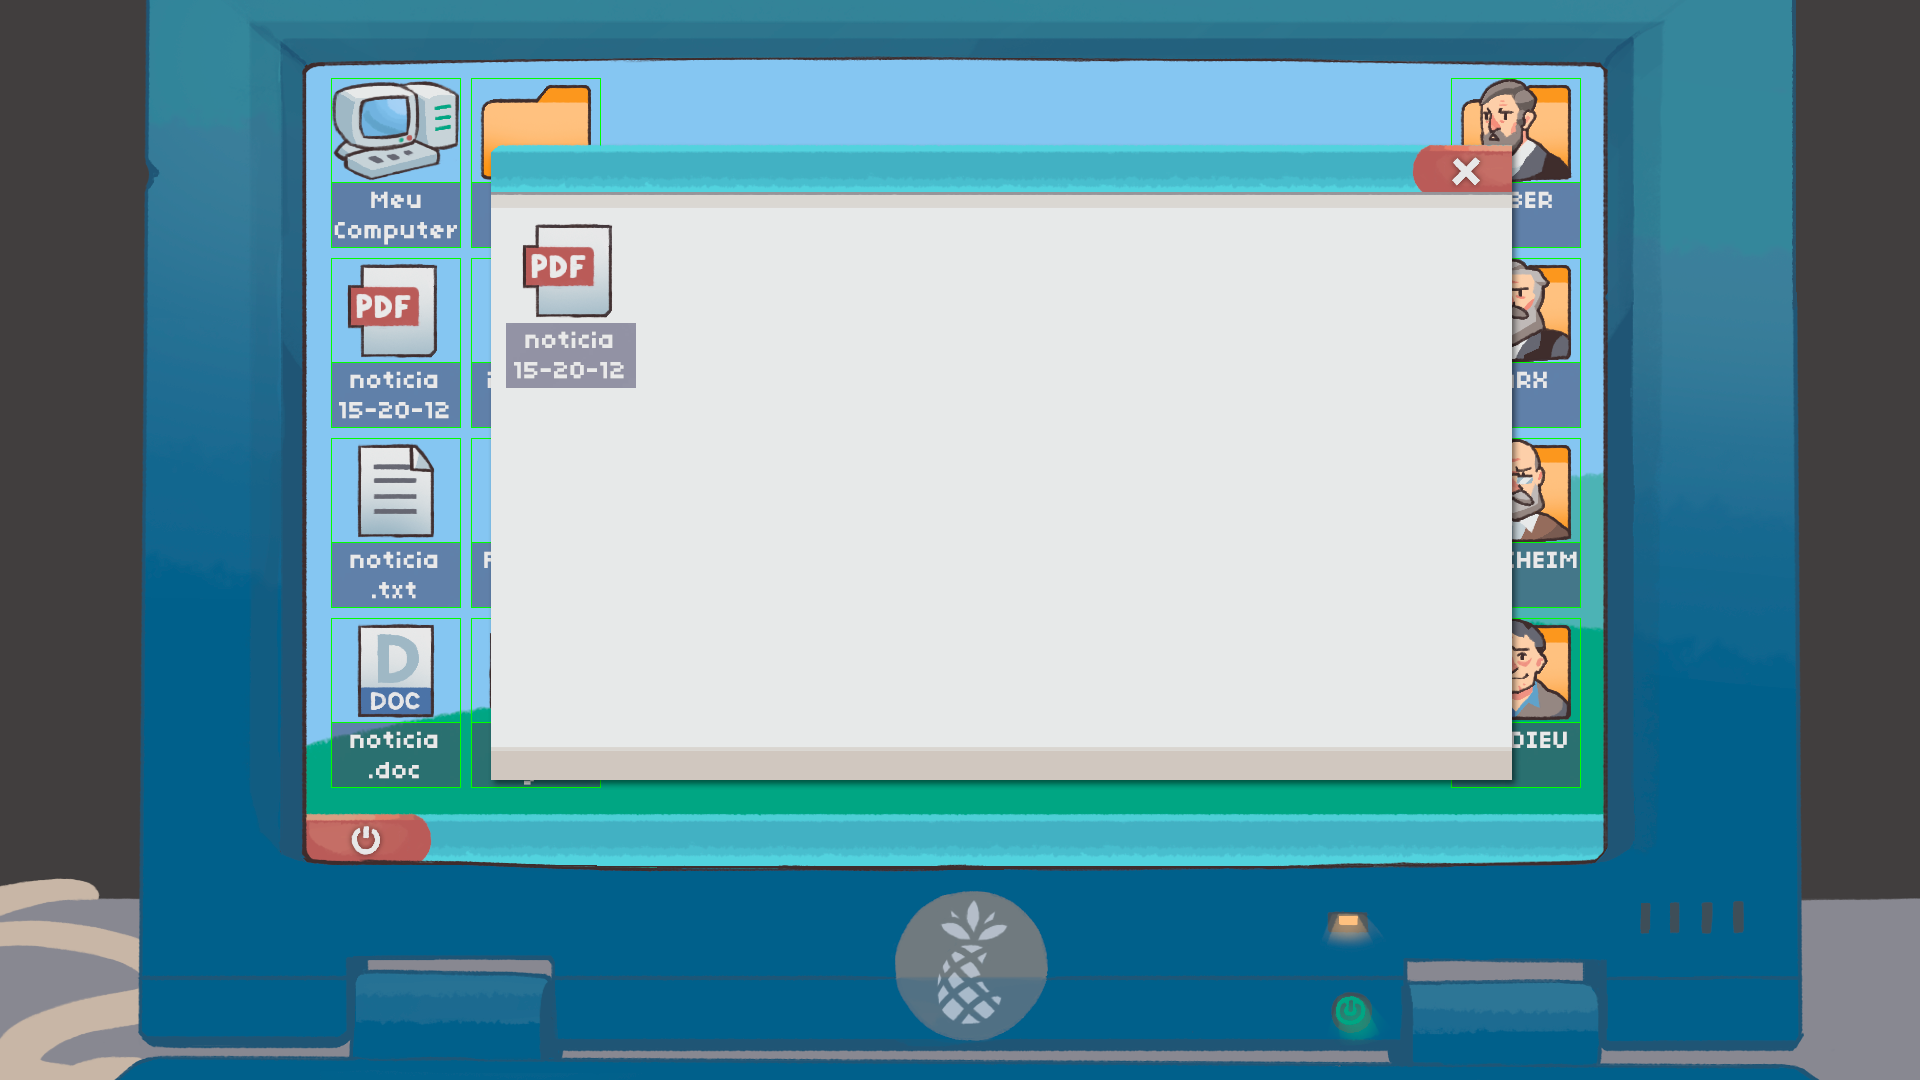 Meu
Computer
PDF
noticia
15-20-12
noticia
.txt
D
DOC
noticia
.doc
PDF
noticia
15-20-12